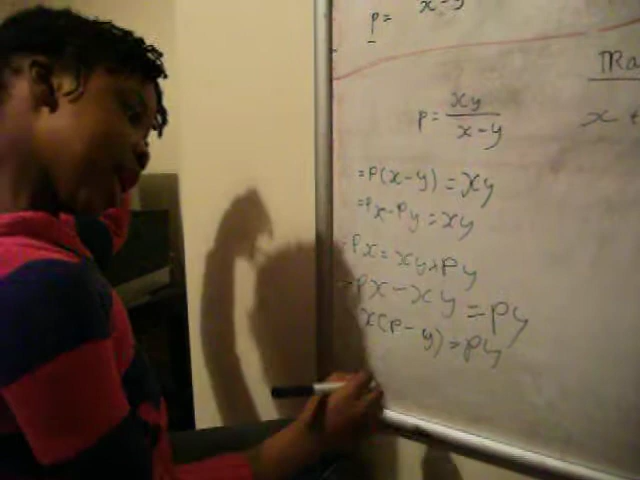 p= x-y
TRa
p= xy/x-y
x +
=P(x-y)=xy
=Px-Py=xy
=Px=xy+Py
=Px-xy=py
x(p-y)=py